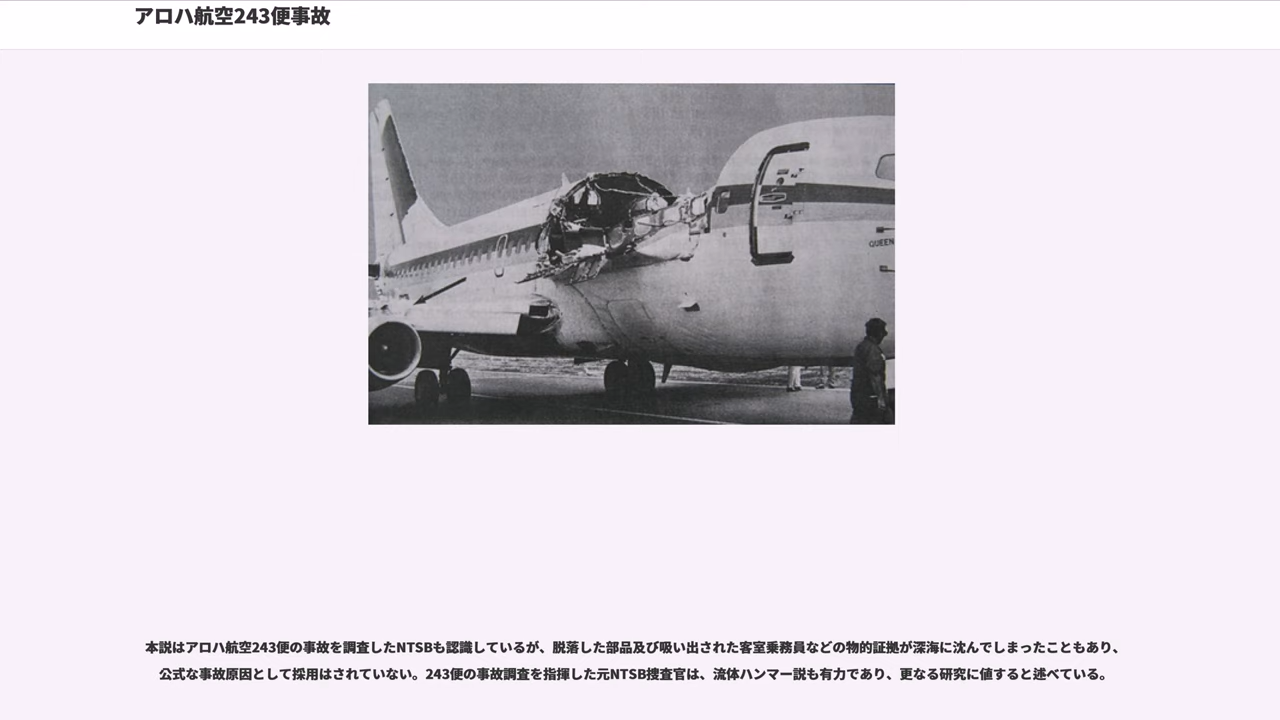 アロハ航空243便事故
QUEEN
本説はアロハ航空243便の事故を調査したNTSBも認識しているが、脱落した部品及び吸い出された客室乗務員などの物的証拠が深海に沈んでしまったこともあり、
公式な事故原因として採用はされていない。243便の事故調査を指揮した元NTSB捜査官は、流体ハンマー説も有力であり、更なる研究に値すると述べている。